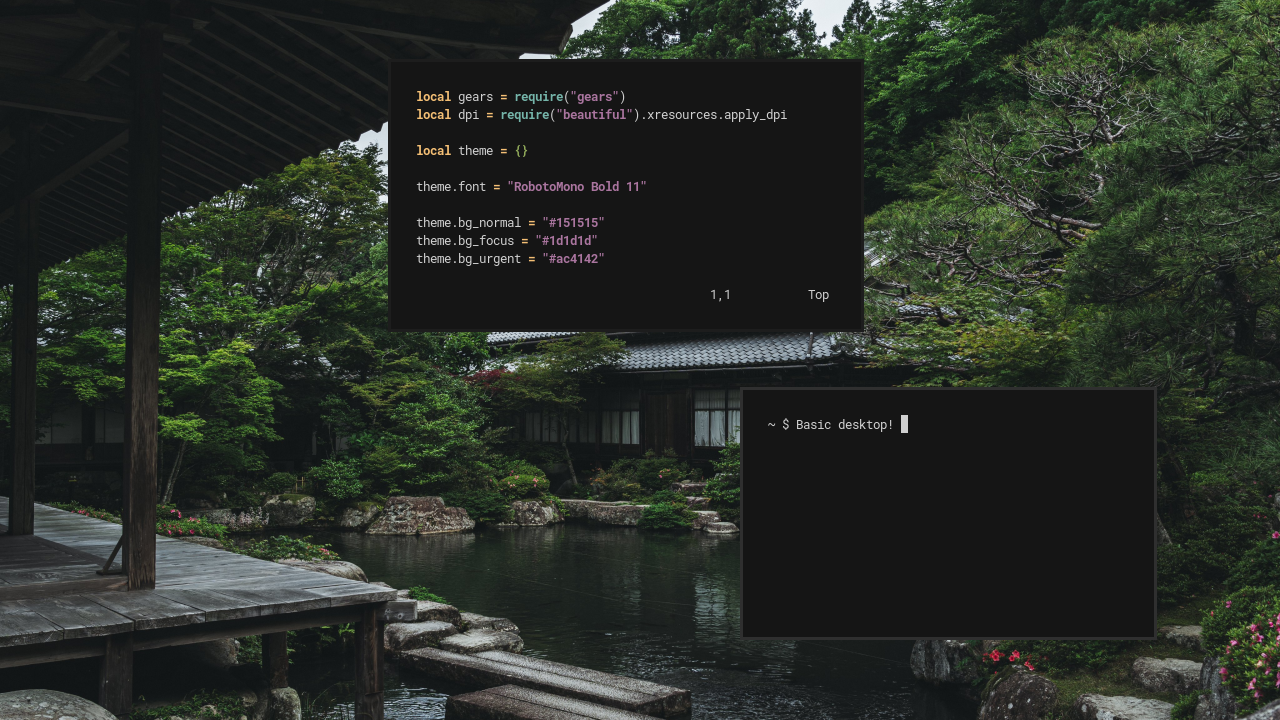 local gears = require("gears")
local dpi = require("beautiful").xresources.apply_dpi
local theme = {}
theme.font = "RobotoMono Bold 11"
theme.bg_normal = "#151515"
theme.bg_focus = "#1d1d1d"
theme.bg_urgent = "#ac4142"
1,1 Top
~ $ Basic desktop!